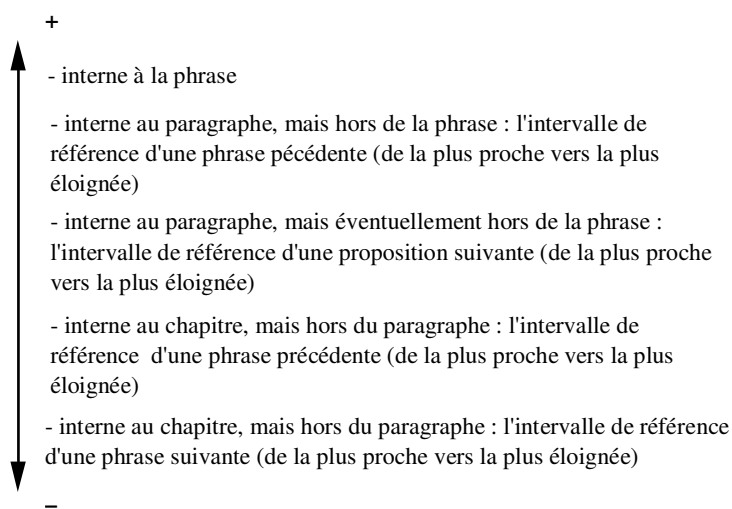 +
- interne à la phrase
- interne au paragraphe, mais hors de la phrase : l'intervalle de
référence d'une phrase pécédente (de la plus proche vers la plus
éloignée)
- interne au paragraphe, mais éventuellement hors de la phrase :
l'intervalle de référence d'une proposition suivante (de la plus proche
vers la plus éloignée)
- interne au chapitre, mais hors du paragraphe : l'intervalle de
référence d'une phrase précédente (de la plus proche vers la plus
éloignée)
- interne au chapitre, mais hors du paragraphe : l'intervalle de référence
d'une phrase suivante (de la plus proche vers la plus éloignée)
–